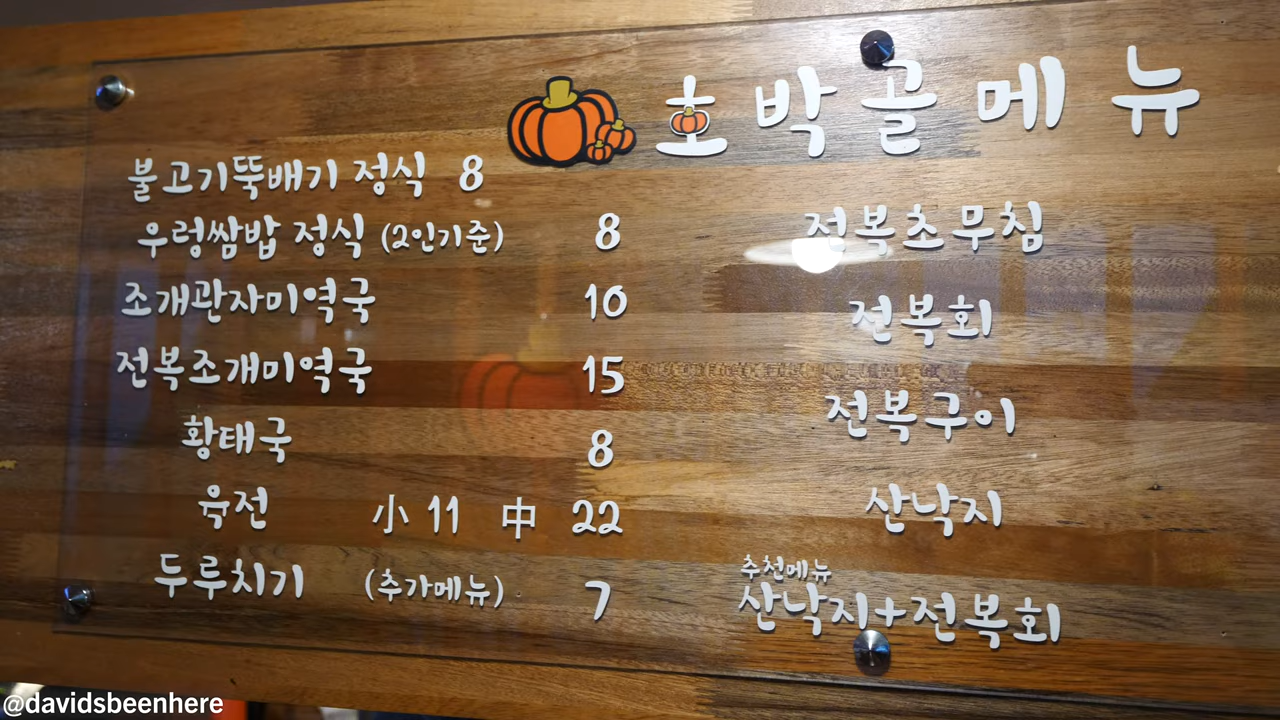 호박골메뉴
불고기뚝배기 정식 8
우렁쌈밥 정식 (2인기준) 8
조개관자미역국 10
전복조개미역국 15
황태국 8
육전 小 11 中 22
두루치기 (추가메뉴) 7
전복초무침
전복회
전복구이
산낙지
추천메뉴
산낙지+전복회
@davidsbeenhere